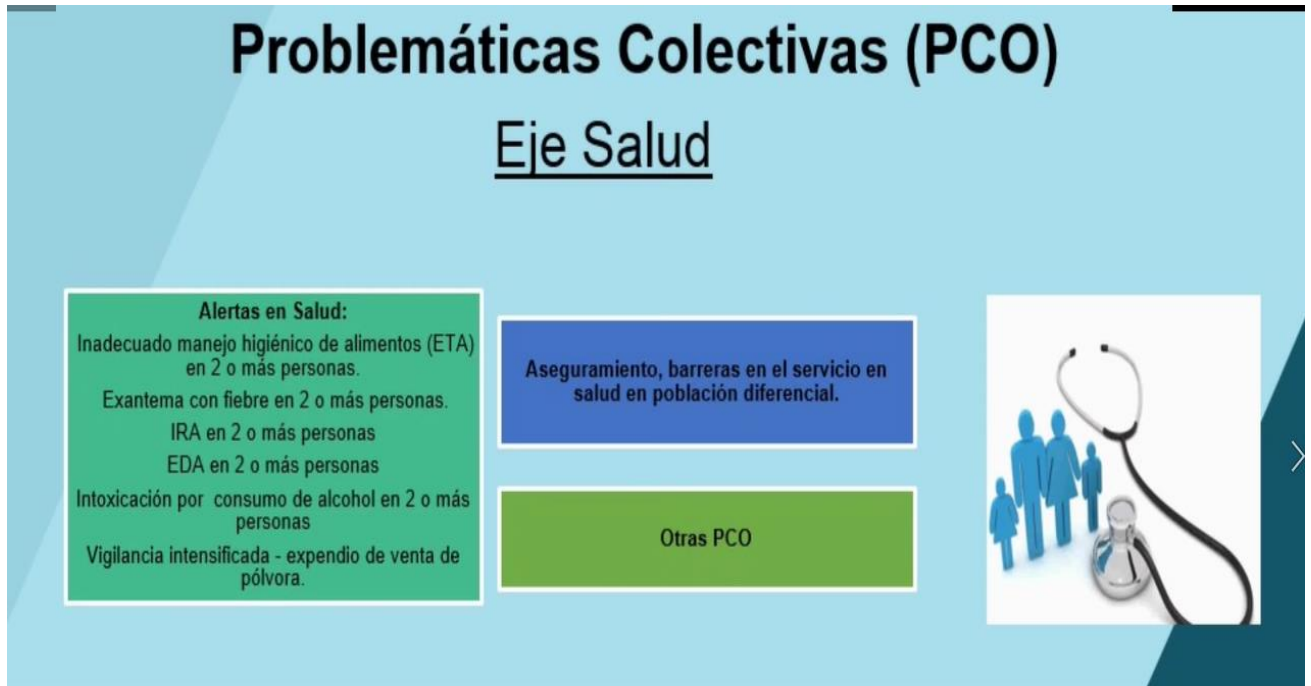 Problemáticas Colectivas (PCO)
Eje Salud
Alertas en Salud:
Inadecuado manejo higiénico de alimentos (ETA)
en 2 o más personas.
Exantema con fiebre en 2 o más personas.
IRA en 2 o más personas
EDA en 2 o más personas
Intoxicación por consumo de alcohol en 2 o más
personas
Vigilancia intensificada - expendio de venta de
pólvora.
Aseguramiento, barreras en el servicio en
salud en población diferencial.
Otras PCO